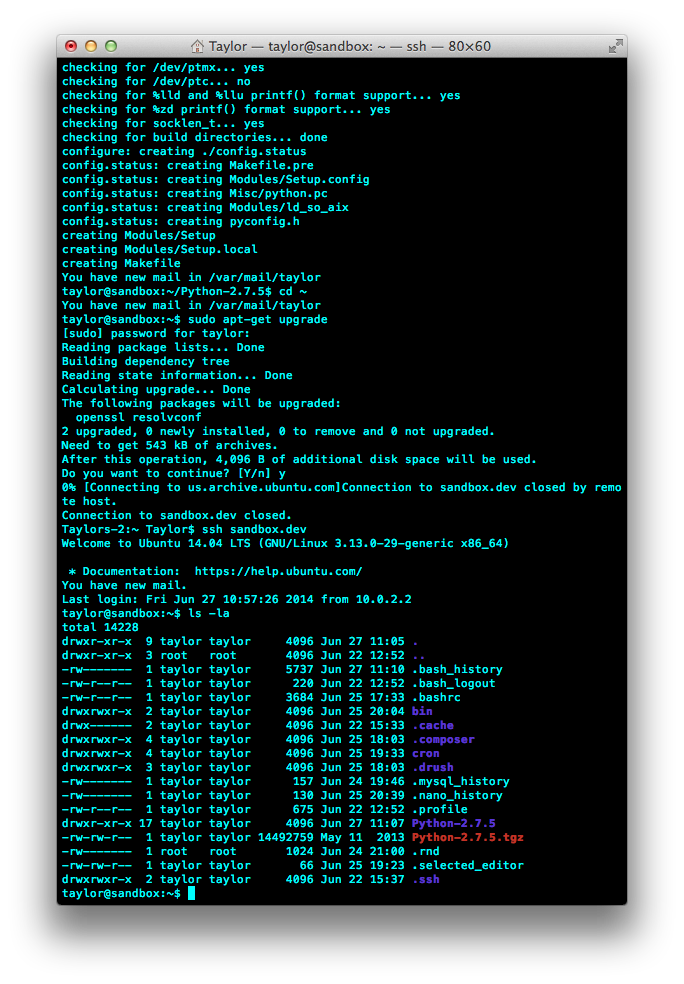 Taylor — taylor@sandbox: ~ — ssh — 80×60
checking for /dev/ptmx... yes
checking for /dev/ptc... no
checking for %lld and %llu printf() format support... yes
checking for %zd printf() format support... yes
checking for socklen_t... yes
checking for build directories... done
configure: creating ./config.status
config.status: creating Makefile.pre
config.status: creating Modules/Setup.config
config.status: creating Misc/python.pc
config.status: creating Modules/ld_so_aix
config.status: creating pyconfig.h
creating Modules/Setup
creating Modules/Setup.local
creating Makefile
You have new mail in /var/mail/taylor
taylor@sandbox:~/Python-2.7.5$ cd ~
You have new mail in /var/mail/taylor
taylor@sandbox:~$ sudo apt-get upgrade
[sudo] password for taylor:
Reading package lists... Done
Building dependency tree
Reading state information... Done
Calculating upgrade... Done
The following packages will be upgraded:
  openssl resolvconf
2 upgraded, 0 newly installed, 0 to remove and 0 not upgraded.
Need to get 543 kB of archives.
After this operation, 4,096 B of additional disk space will be used.
Do you want to continue? [Y/n] y
0% [Connecting to us.archive.ubuntu.com]Connection to sandbox.dev closed by remo
te host.
Connection to sandbox.dev closed.
Taylors-2:~ Taylor$ ssh sandbox.dev
Welcome to Ubuntu 14.04 LTS (GNU/Linux 3.13.0-29-generic x86_64)

 * Documentation:  https://help.ubuntu.com/
You have new mail.
Last login: Fri Jun 27 10:57:26 2014 from 10.0.2.2
taylor@sandbox:~$ ls -la
total 14228
drwxr-xr-x  9 taylor taylor     4096 Jun 27 11:05 .
drwxr-xr-x  3 root   root       4096 Jun 22 12:52 ..
-rw-------  1 taylor taylor     5737 Jun 27 11:10 .bash_history
-rw-r--r--  1 taylor taylor      220 Jun 22 12:52 .bash_logout
-rw-r--r--  1 taylor taylor     3684 Jun 25 17:33 .bashrc
drwxrwxr-x  2 taylor taylor     4096 Jun 25 20:04 bin
drwx------  2 taylor taylor     4096 Jun 22 15:33 .cache
drwxrwxr-x  4 taylor taylor     4096 Jun 25 18:03 .composer
drwxrwxr-x  4 taylor taylor     4096 Jun 25 19:33 cron
drwxrwxr-x  3 taylor taylor     4096 Jun 25 18:03 .drush
-rw-------  1 taylor taylor      157 Jun 24 19:46 .mysql_history
-rw-------  1 taylor taylor      130 Jun 25 20:39 .nano_history
-rw-r--r--  1 taylor taylor      675 Jun 22 12:52 .profile
drwxr-xr-x 17 taylor taylor     4096 Jun 27 11:07 Python-2.7.5
-rw-rw-r--  1 taylor taylor 14492759 May 11  2013 Python-2.7.5.tgz
-rw-------  1 root   root       1024 Jun 24 21:00 .rnd
-rw-rw-r--  1 taylor taylor       66 Jun 25 19:23 .selected_editor
drwxrwxr-x  2 taylor taylor     4096 Jun 22 15:37 .ssh
taylor@sandbox:~$